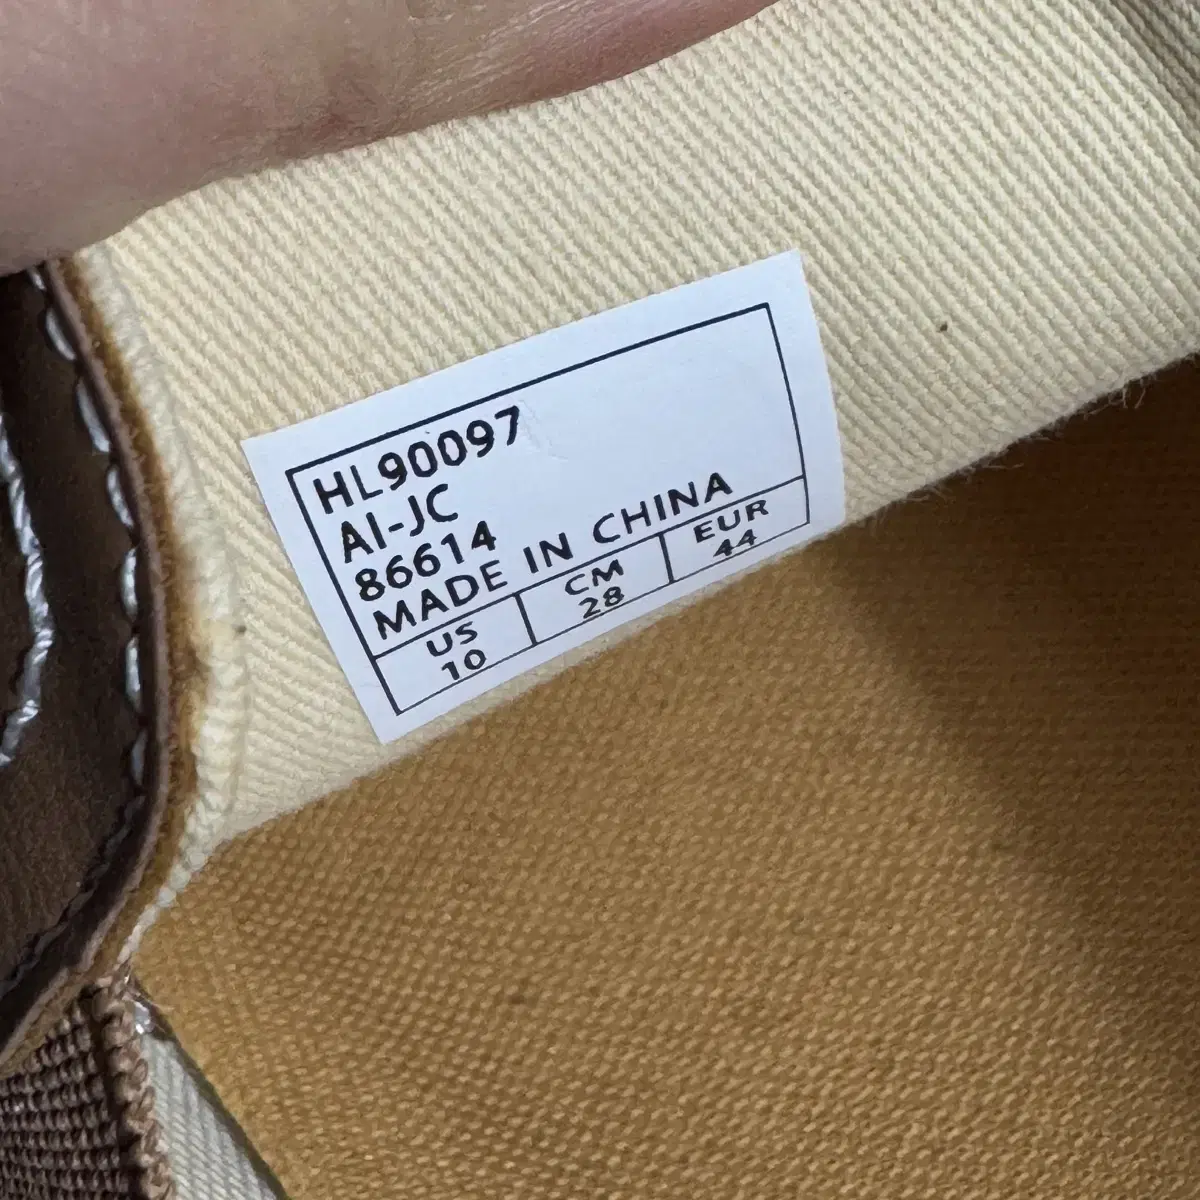 HL90097
AI-JC
86614
MADE IN CHINA
US CM EUR
10 28 44